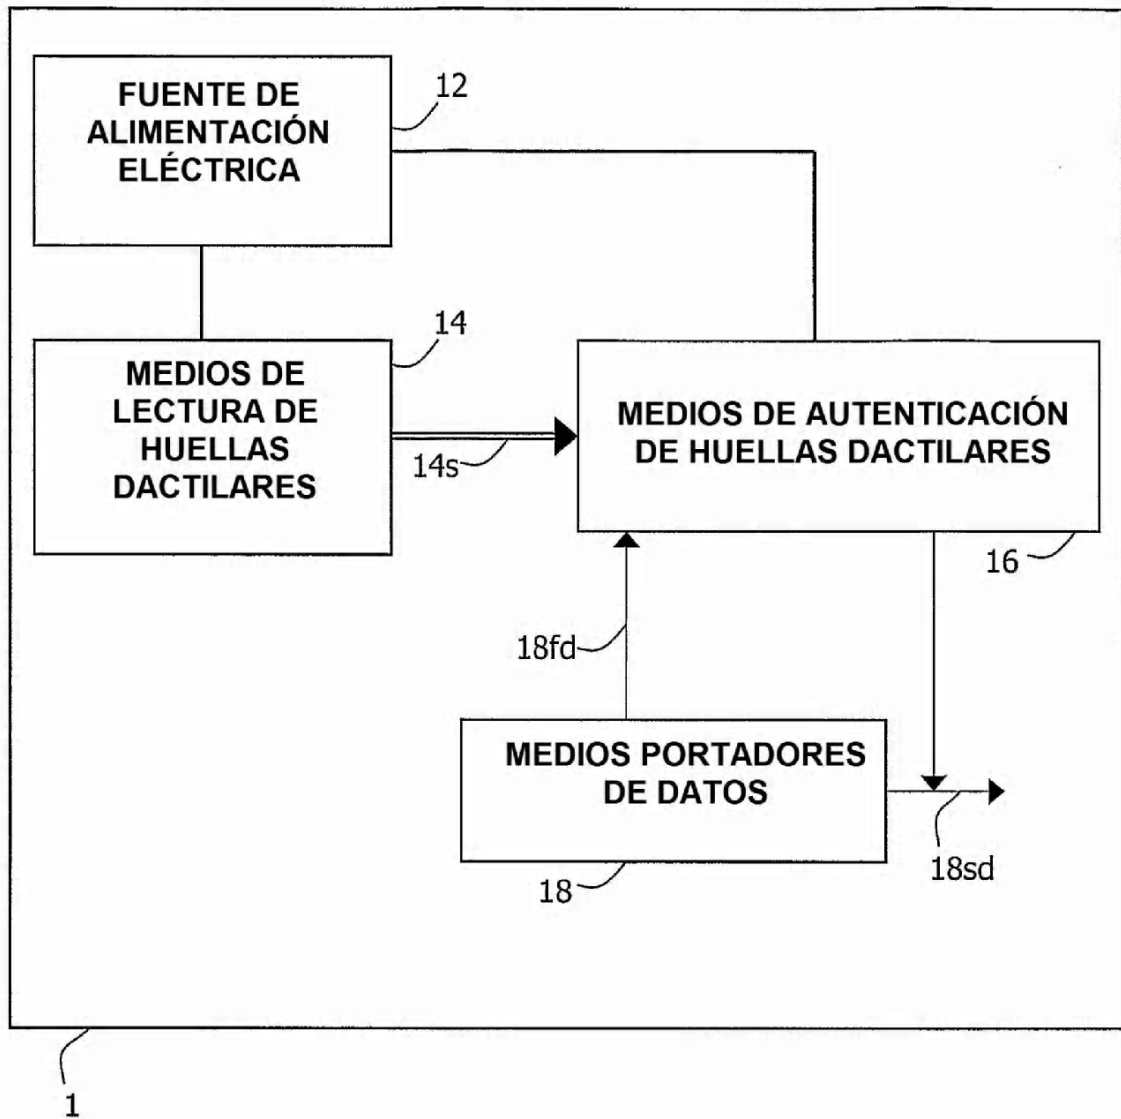 FUENTE DE
ALIMENTACIÓN
ELÉCTRICA
12
MEDIOS DE
LECTURA DE
HUELLAS
DACTILARES
14
14s
MEDIOS DE AUTENTICACIÓN
DE HUELLAS DACTILARES
16
18fd
MEDIOS PORTADORES
DE DATOS
18
18sd
1